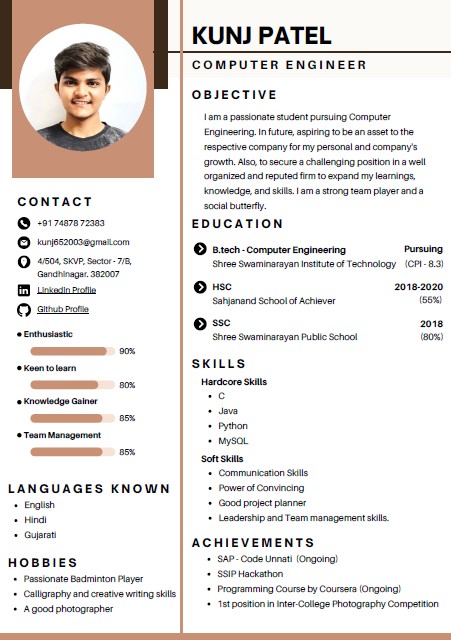 KUNJ PATEL
COMPUTER ENGINEER
OBJECTIVE
I am a passionate student pursuing Computer
Engineering. In future, aspiring to be an asset to the
respective company for my personal and company's
growth. Also, to secure a challenging position in a well
organized and reputed firm to expand my learnings,
knowledge, and skills. I am a strong team player and a
social butterfly.
EDUCATION
B.tech - Computer Engineering Pursuing
Shree Swaminarayan Institute of Technology (CPI - 8.3)
HSC 2018-2020
Sahjanand School of Achiever (55%)
SSC 2018
Shree Swaminarayan Public School (80%)
SKILLS
Hardcore Skills
• C
• Java
• Python
• MySQL
Soft Skills
• Communication Skills
• Power of Convincing
• Good project planner
• Leadership and Team management skills.
ACHIEVEMENTS
• SAP - Code Unnati (Ongoing)
• SSIP Hackathon
• Programming Course by Coursera (Ongoing)
• 1st position in Inter-College Photography Competition
CONTACT
+91 74878 72383
kunj652003@gmail.com
4/504, SKVP, Sector - 7/B,
Gandhinagar. 382007
LinkedIn Profile
Github Profile
• Enthusiastic
90%
• Keen to learn
80%
• Knowledge Gainer
85%
• Team Management
85%
LANGUAGES KNOWN
• English
• Hindi
• Gujarati
HOBBIES
• Passionate Badminton Player
• Calligraphy and creative writing skills
• A good photographer